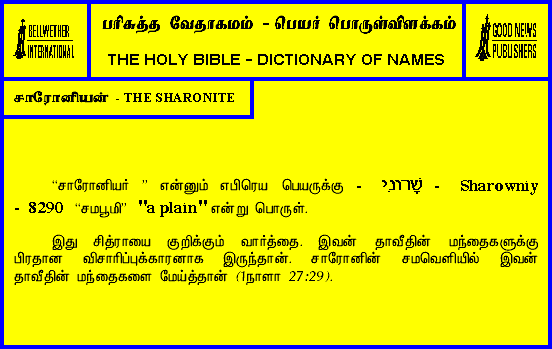 BELLWETHER
INTERNATIONAL
பரிசுத்த வேதாகமம் - பெயர் பொருள்விளக்கம்
THE HOLY BIBLE - DICTIONARY OF NAMES
GOOD NEWS
PUBLISHERS
சாரோனியன் - THE SHARONITE
“சாரோனியர் ” என்னும் எபிரெய பெயருக்கு - שָׁרוֹנִי - Sharowniy
- 8290 “சமபூமி” "a plain" என்று பொருள்.
இது சித்ராயை குறிக்கும் வார்த்தை. இவன் தாவீதின் மந்தைகளுக்கு
பிரதான விசாரிப்புக்காரனாக இருந்தான். சாரோனின் சமவெளியில் இவன்
தாவீதின் மந்தைகளை மேய்த்தான் (1நாளா 27:29).